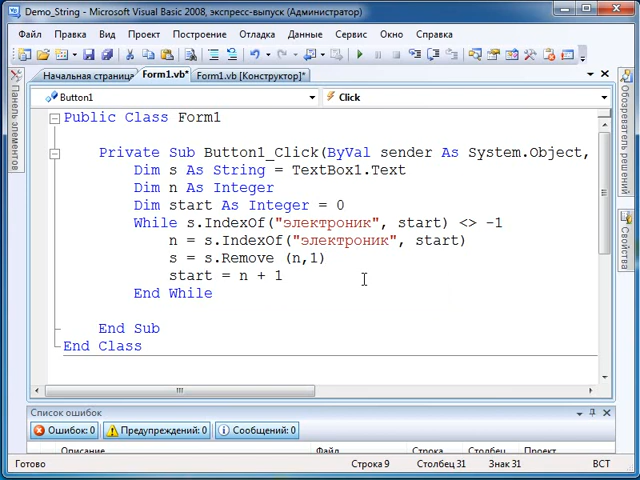 Demo_String - Microsoft Visual Basic 2008, экспресс-выпуск (Администратор)
Файл Правка Вид Проект Построение Отладка Данные Сервис Окно Справка
Начальная страница Form1.vb* Form1.vb [Конструктор]*
Button1 Click
Public Class Form1
Private Sub Button1_Click(ByVal sender As System.Object,
Dim s As String = TextBox1.Text
Dim n As Integer
Dim start As Integer = 0
While s.IndexOf("электроник", start) <> -1
n = s.IndexOf("электроник", start)
s = s.Remove (n,1)
start = n + 1
End While
End Sub
End Class
Панель элементов
Обозреватель решений
Свойства
Список ошибок
Ошибок: 0 Предупреждений: 0 Сообщений: 0
Описание Файл Строка Столбец Проект
Готово Строка 9 Столбец 31 Знак 31 ВСТ